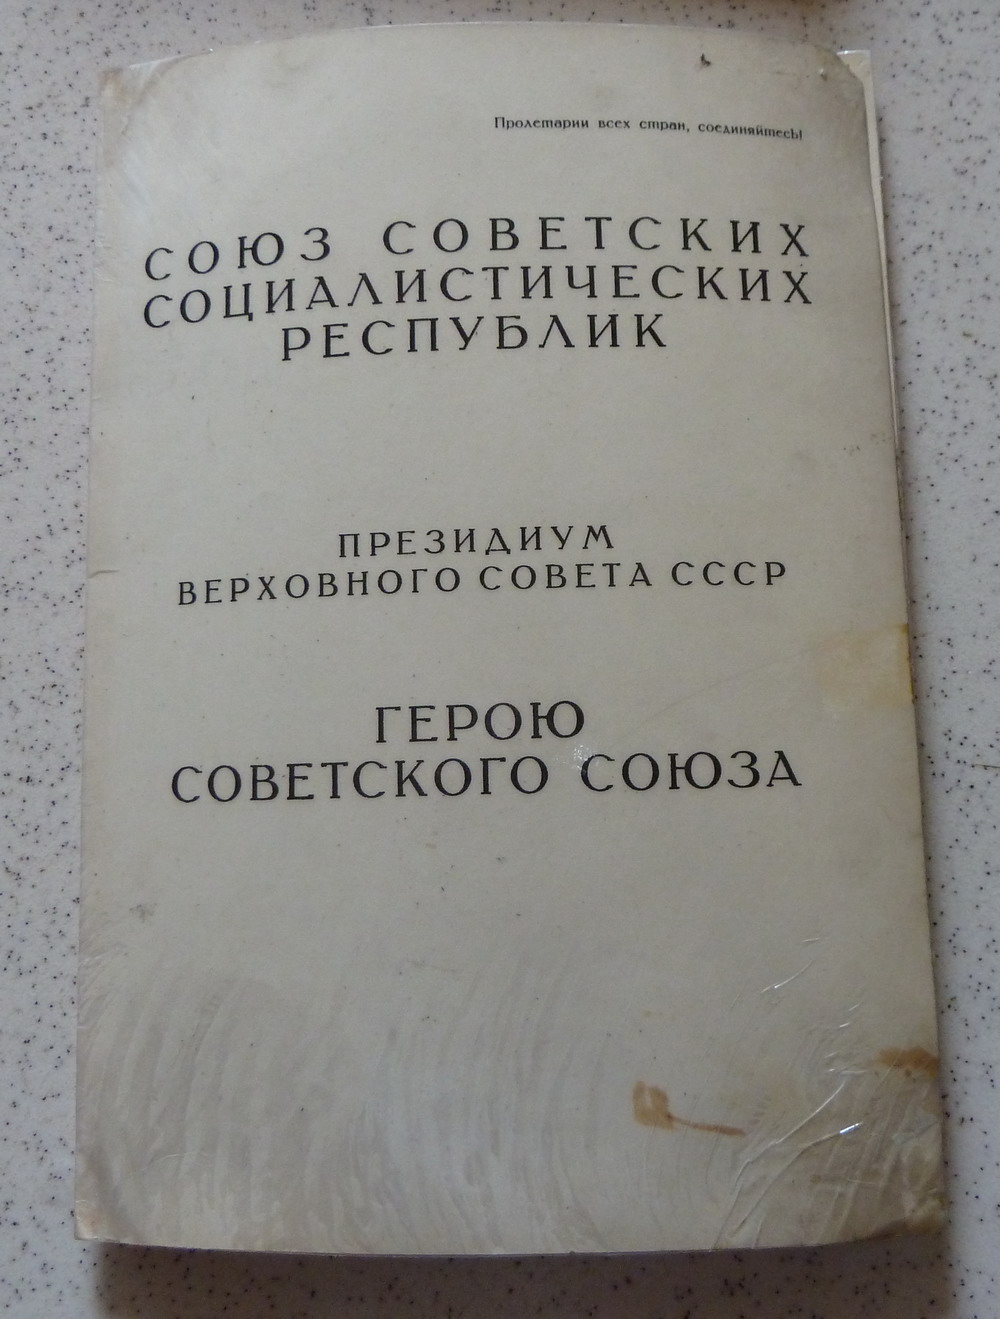 Пролетарии всех стран, соединяйтесь!
СОЮЗ СОВЕТСКИХ
СОЦИАЛИСТИЧЕСКИХ
РЕСПУБЛИК
ПРЕЗИДИУМ
ВЕРХОВНОГО СОВЕТА СССР
ГЕРОЮ
СОВЕТСКОГО СОЮЗА